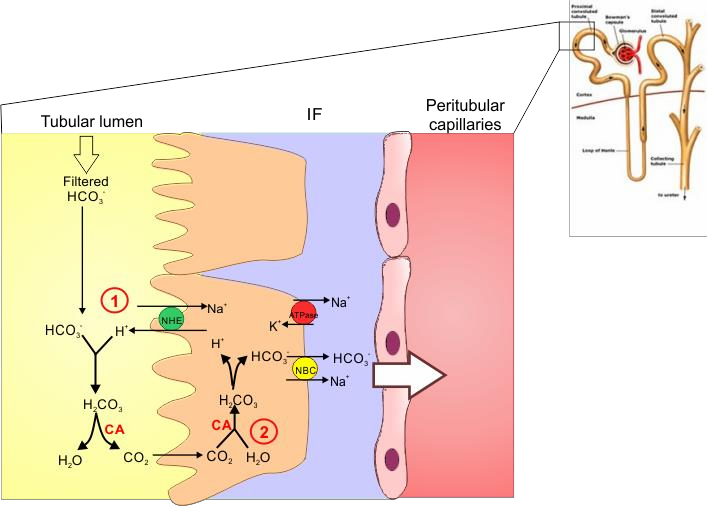 Proximal
convoluted
tubule
Bowman's
capsule
Glomerulus
Distal
convoluted
tubule
Cortex
Medulla
Loop of Henle
Collecting
tubule
to ureter
Tubular lumen
IF
Peritubular
capillaries
Filtered
HCO₃⁻
1
Na⁺
NHE
HCO₃⁻
H⁺
H⁺
Na⁺
ATPase
K⁺
HCO₃⁻
HCO₃⁻
NBC
Na⁺
H₂CO₃
H₂CO₃
CA
CA
2
H₂O
CO₂
CO₂
H₂O